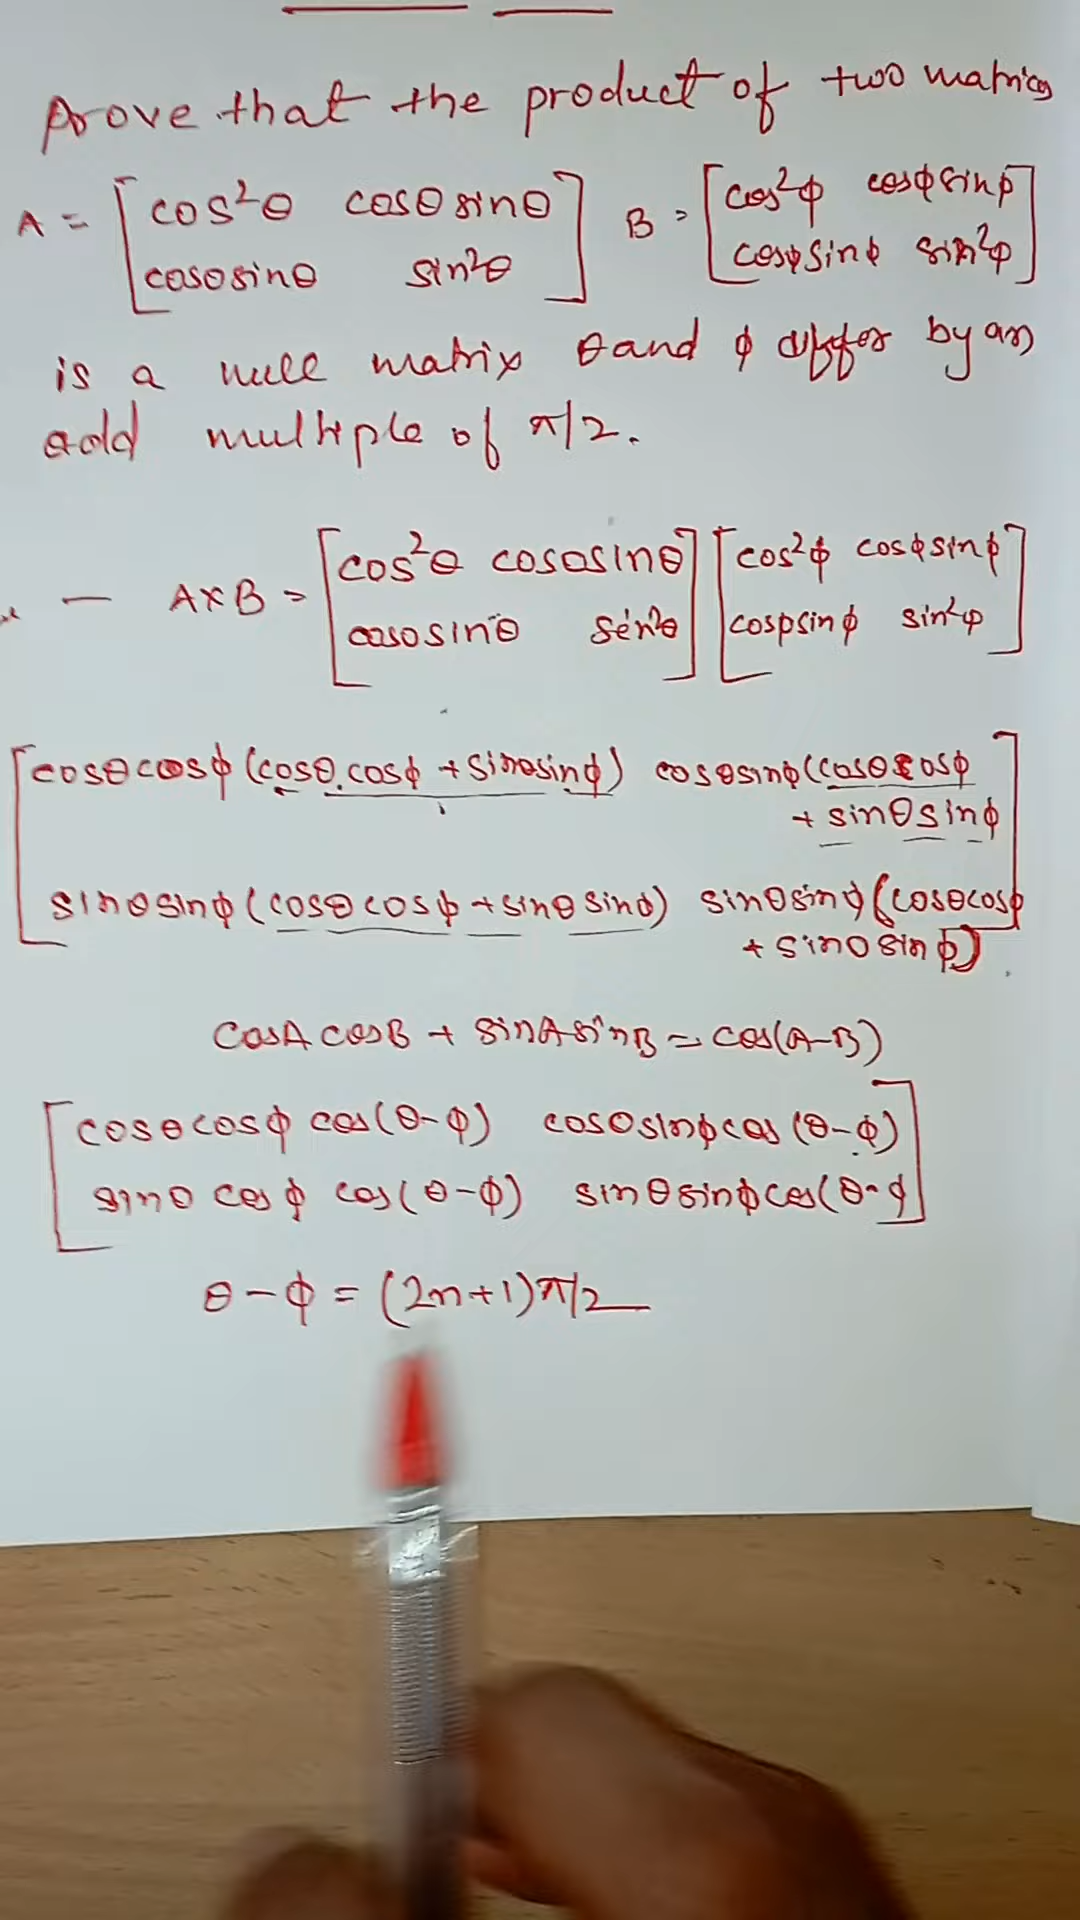 Prove that the product of two matrices
A = [cos²θ cosθ sinθ] B = [cos²φ cosφ sinφ]
[cosθ sinθ sin²θ] [cosφ sinφ sin²φ]
is a null matrix θ and φ differ by an
odd multiple of π/2.
— A×B = [cos²θ cosθ sinθ] [cos²φ cosφ sinφ]
[cosθ sinθ sin²θ] [cosφ sinφ sin²φ]
[cosθ cosφ (cosθ.cosφ + sinθ sinφ) cosθ sinφ (cosθ cosφ
+ sinθ sinφ
sinθ sinφ (cosθ cosφ + sinθ sinφ) sinθ sinφ (cosθ cosφ
+ sinθ sinφ)]
cosA cosB + sinA sinB = cos(A-B)
[cosθ cosφ cos(θ-φ) cosθ sinφ cos(θ-φ)]
[sinθ cosφ cos(θ-φ) sinθ sinφ cos(θ-φ]
θ-φ = (2n+1)π/2